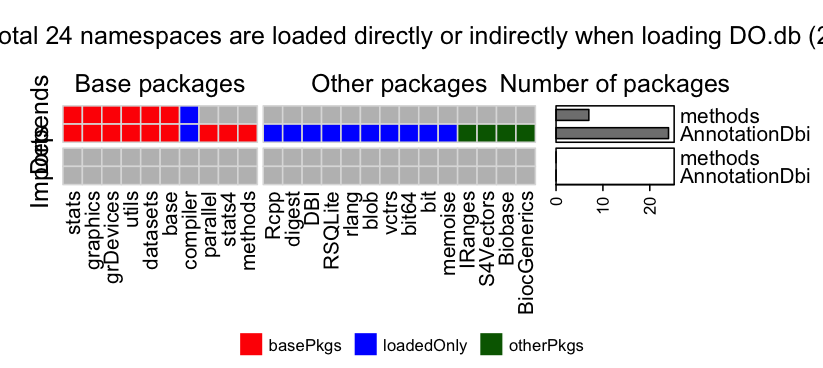 otal 24 namespaces are loaded directly or indirectly when loading DO.db (2
Base packages
Other packages
Number of packages
Depends
Imports
methods
AnnotationDbi
methods
AnnotationDbi
stats
graphics
grDevices
utils
datasets
base
compiler
parallel
stats4
methods
Rcpp
digest
DBI
RSQLite
rlang
blob
vctrs
bit64
bit
memoise
IRanges
S4Vectors
Biobase
BiocGenerics
0
10
20
basePkgs
loadedOnly
otherPkgs